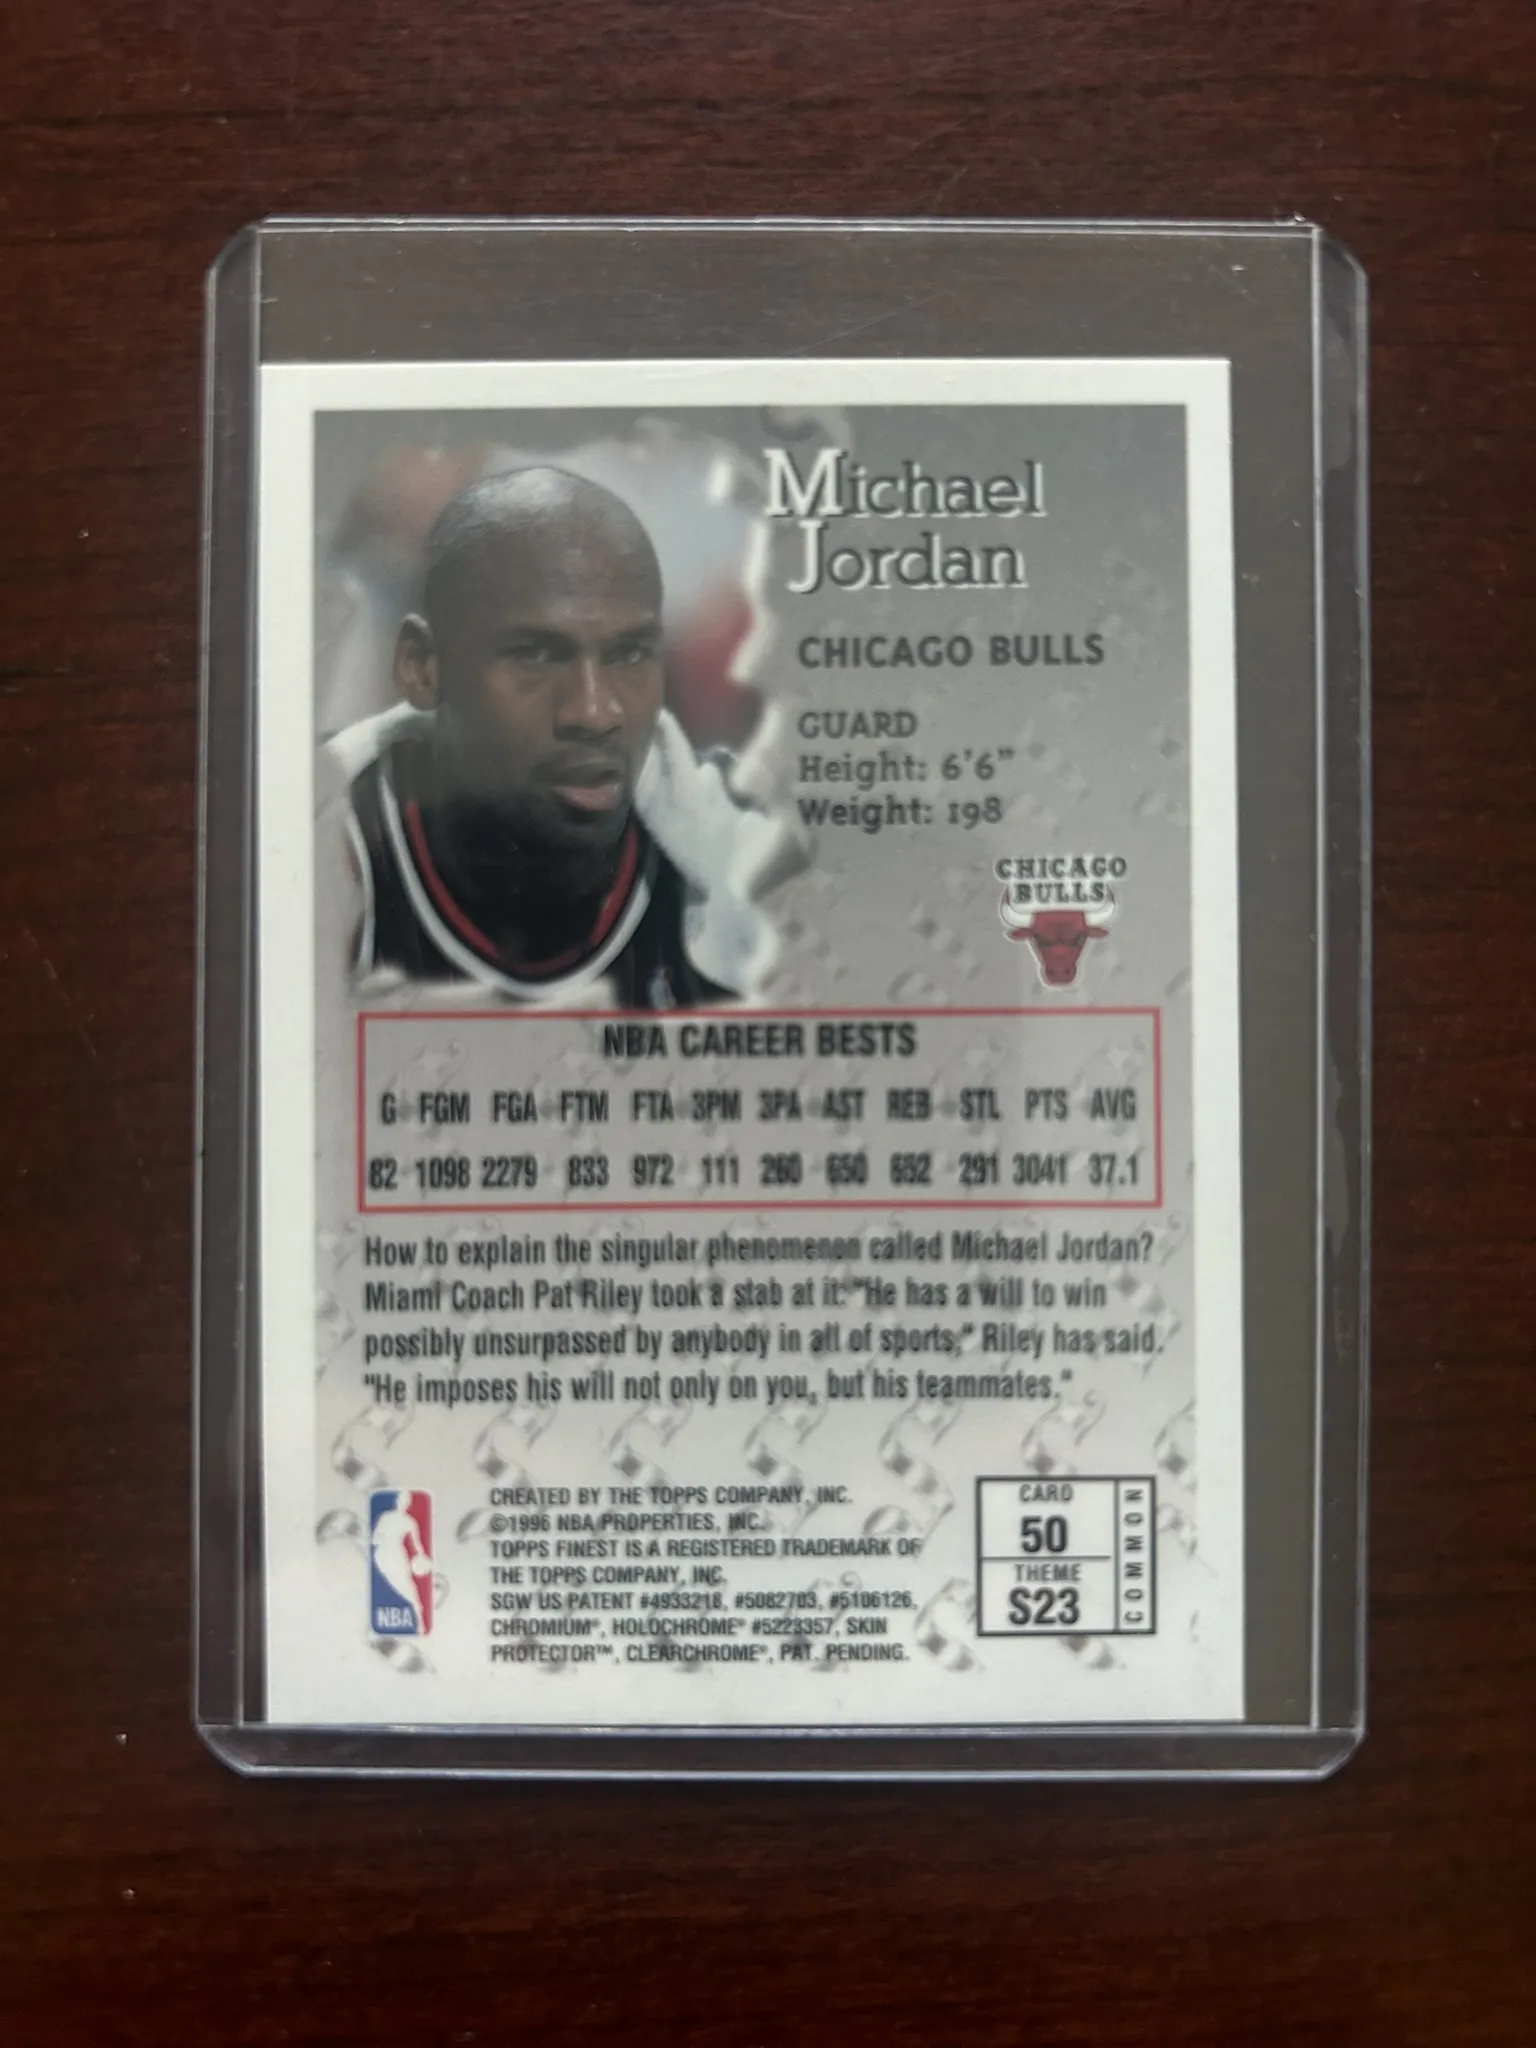 Michael
Jordan
CHICAGO BULLS
GUARD
Height: 6'6"
Weight: 198
CHICAGO
BULLS
NBA CAREER BESTS
G FGM FGA FTM FTA 3PM 3PA AST REB STL PTS AVG
82 1098 2279 833 972 111 260 650 652 291 3041 37.1
How to explain the singular phenomenon called Michael Jordan?
Miami Coach Pat Riley took a stab at it: "He has a will to win
possibly unsurpassed by anybody in all of sports," Riley has said.
"He imposes his will not only on you, but his teammates."
NBA
CREATED BY THE TOPPS COMPANY, INC.
©1996 NBA PROPERTIES, INC.
TOPPS FINEST IS A REGISTERED TRADEMARK OF
THE TOPPS COMPANY, INC.
SGW US PATENT #4933218, #5082703, #5106126,
CHROMIUM®, HOLOCHROME® #5223357, SKIN
PROTECTOR™, CLEARCHROME®, PAT. PENDING.
CARD
50
THEME
S23
COMMON